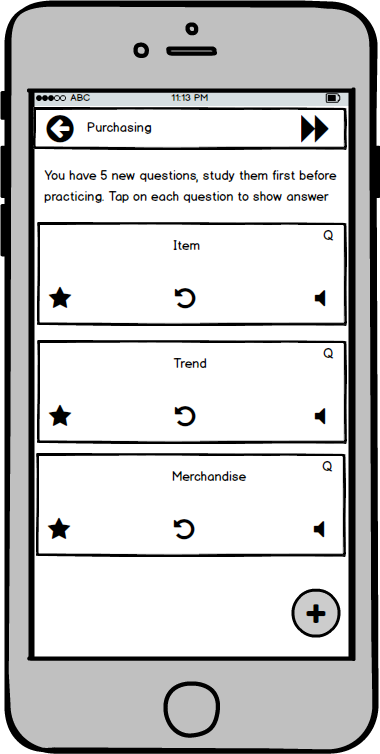 ABC 11:13 PM
Purchasing
You have 5 new questions, study them first before
practicing. Tap on each question to show answer
Q
Item
Q
Trend
Q
Merchandise